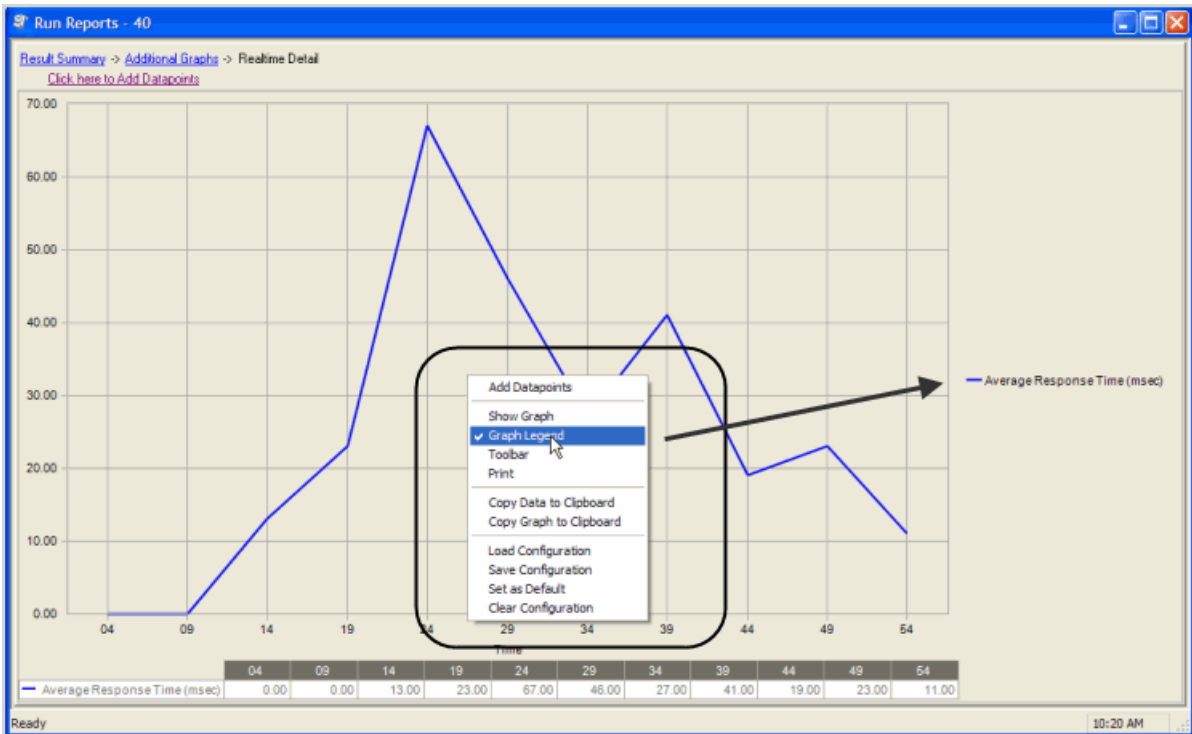 Run Reports - 40
Result Summary -> Additional Graphs -> Realtime Detail
Click here to Add Datapoints
70.00
60.00
50.00
40.00
30.00
20.00
10.00
0.00
Add Datapoints
Show Graph
Graph Legend
Toolbar
Print
Copy Data to Clipboard
Copy Graph to Clipboard
Load Configuration
Save Configuration
Set as Default
Clear Configuration
Average Response Time (msec)
04 09 14 19 24 29 34 39 44 49 54
Time
04 09 14 19 24 29 34 39 44 49 54
Average Response Time (msec) 0.00 0.00 13.00 23.00 67.00 46.00 27.00 41.00 19.00 23.00 11.00
Ready 10:20 AM